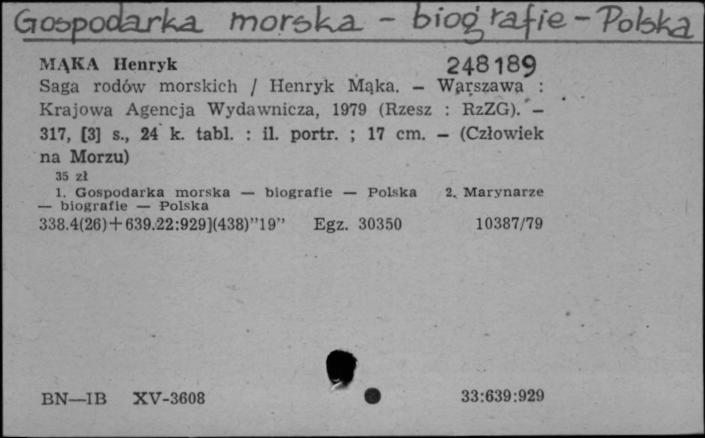 Gospodarka morska - biografie - Polska
MĄKA Henryk 248189
Saga rodów morskich / Henryk Mąka. — Warszawa :
Krajowa Agencja Wydawnicza, 1979 (Rzesz : RzZG). —
317, [3] s., 24 k. tabl. : il. portr. ; 17 cm. — (Człowiek
na Morzu)
35 zł
1. Gospodarka morska — biografie — Polska 2. Marynarze
— biografie — Polska
338.4(26)+639.22:929](438)”19” Egz. 30350 10387/79
BN—IB XV-3608 33:639:929